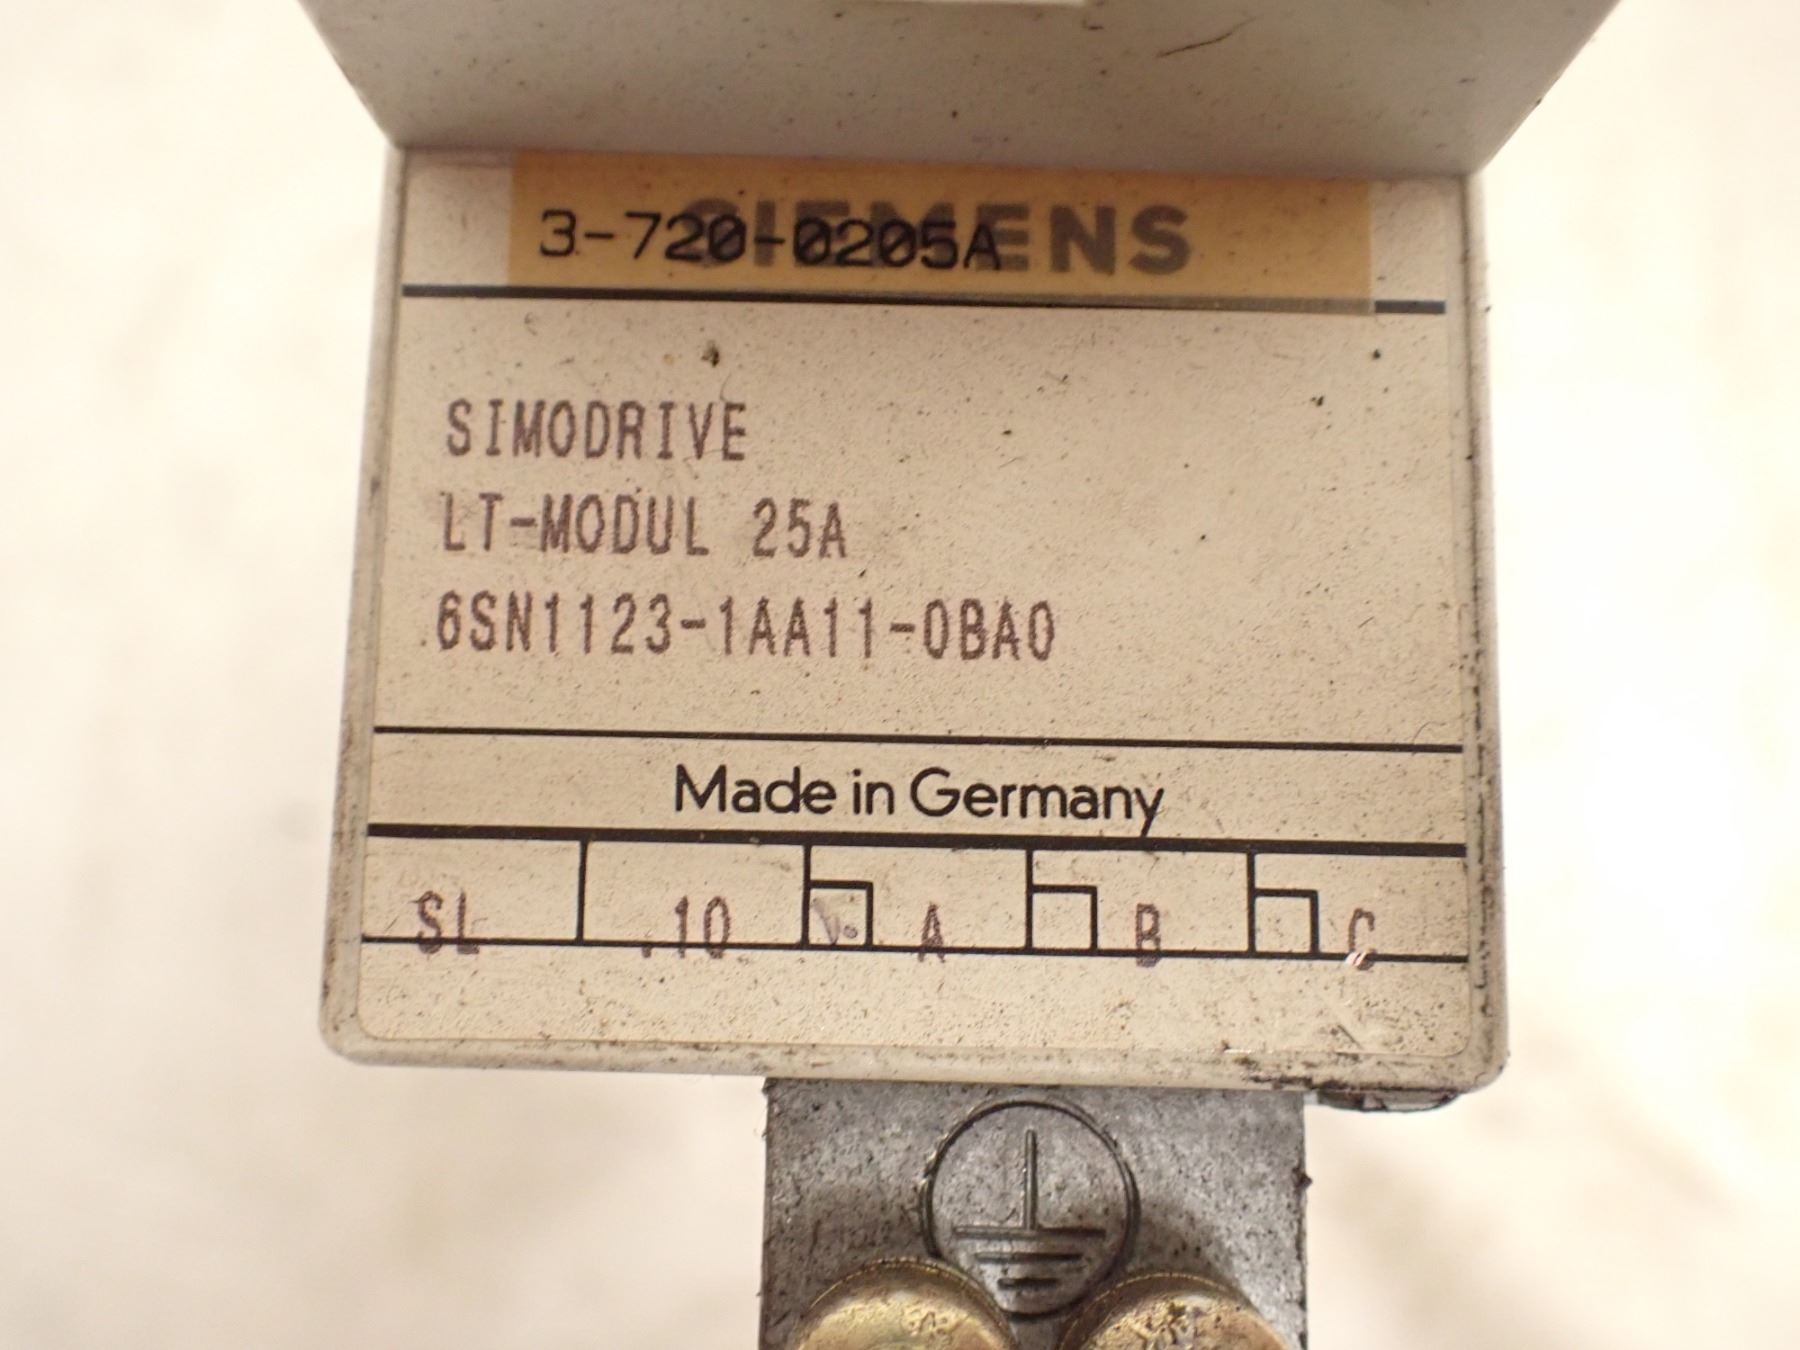 SIEMENS
3-720-0205A
SIMODRIVE
LT-MODUL 25A
6SN1123-1AA11-0BA0
Made in Germany
SL .10 A B C